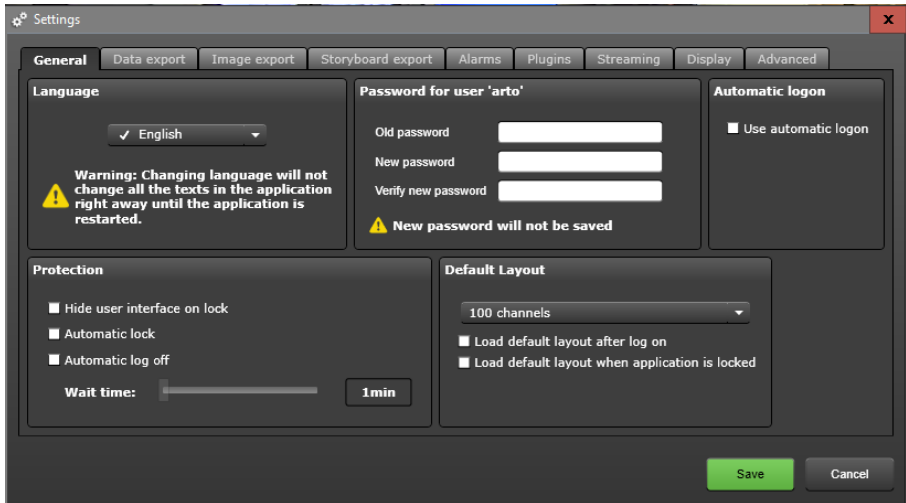 Settings
x
General
Data export
Image export
Storyboard export
Alarms
Plugins
Streaming
Display
Advanced
Language
✓ English
Warning: Changing language will not
change all the texts in the application
right away until the application is
restarted.
Password for user 'arto'
Old password
New password
Verify new password
New password will not be saved
Automatic logon
Use automatic logon
Protection
Hide user interface on lock
Automatic lock
Automatic log off
Wait time:
1min
Default Layout
100 channels
Load default layout after log on
Load default layout when application is locked
Save
Cancel